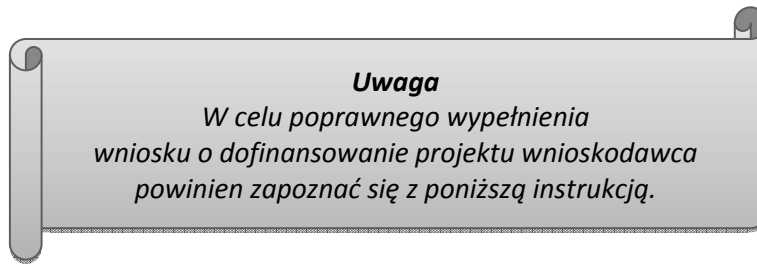 Uwaga
W celu poprawnego wypełnienia
wniosku o dofinansowanie projektu wnioskodawca
powinien zapoznać się z poniższą instrukcją.